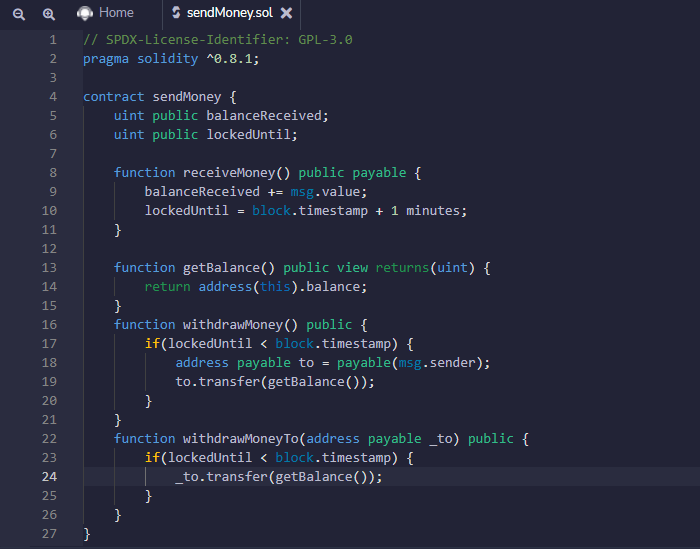 Home sendMoney.sol
1 // SPDX-License-Identifier: GPL-3.0
2 pragma solidity ^0.8.1;
3
4 contract sendMoney {
5     uint public balanceReceived;
6     uint public lockedUntil;
7
8     function receiveMoney() public payable {
9         balanceReceived += msg.value;
10         lockedUntil = block.timestamp + 1 minutes;
11     }
12
13     function getBalance() public view returns(uint) {
14         return address(this).balance;
15     }
16     function withdrawMoney() public {
17         if(lockedUntil < block.timestamp) {
18             address payable to = payable(msg.sender);
19             to.transfer(getBalance());
20         }
21     }
22     function withdrawMoneyTo(address payable _to) public {
23         if(lockedUntil < block.timestamp) {
24             _to.transfer(getBalance());
25         }
26     }
27 }